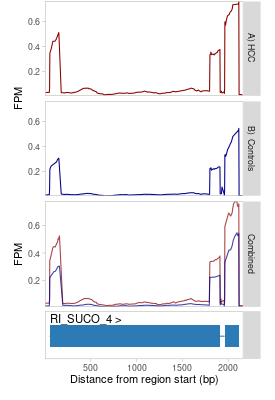 0.6
0.4
0.2
FPM
A) HCC
0.6
0.4
0.2
B) Controls
0.6
0.4
0.2
FPM
Combined
RI_SUCO_4 >
500 1000 1500 2000
Distance from region start (bp)